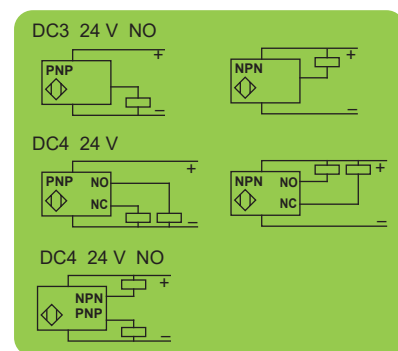 DC3 24 V NO
+
PNP
−
+
NPN
−
DC4 24 V
+
PNP NO
NC
−
+
NPN NO
NC
−
DC4 24 V NO
+
NPN
PNP
−